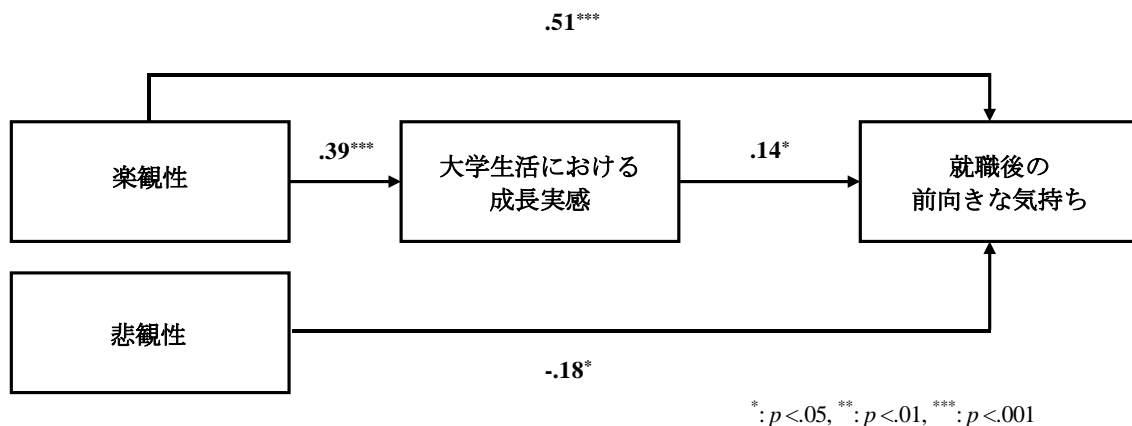 .51***
楽観性
.39***
大学生活における
成長実感
.14*
就職後の
前向きな気持ち
悲観性
-.18*
*: p <.05, **: p <.01, ***: p <.001